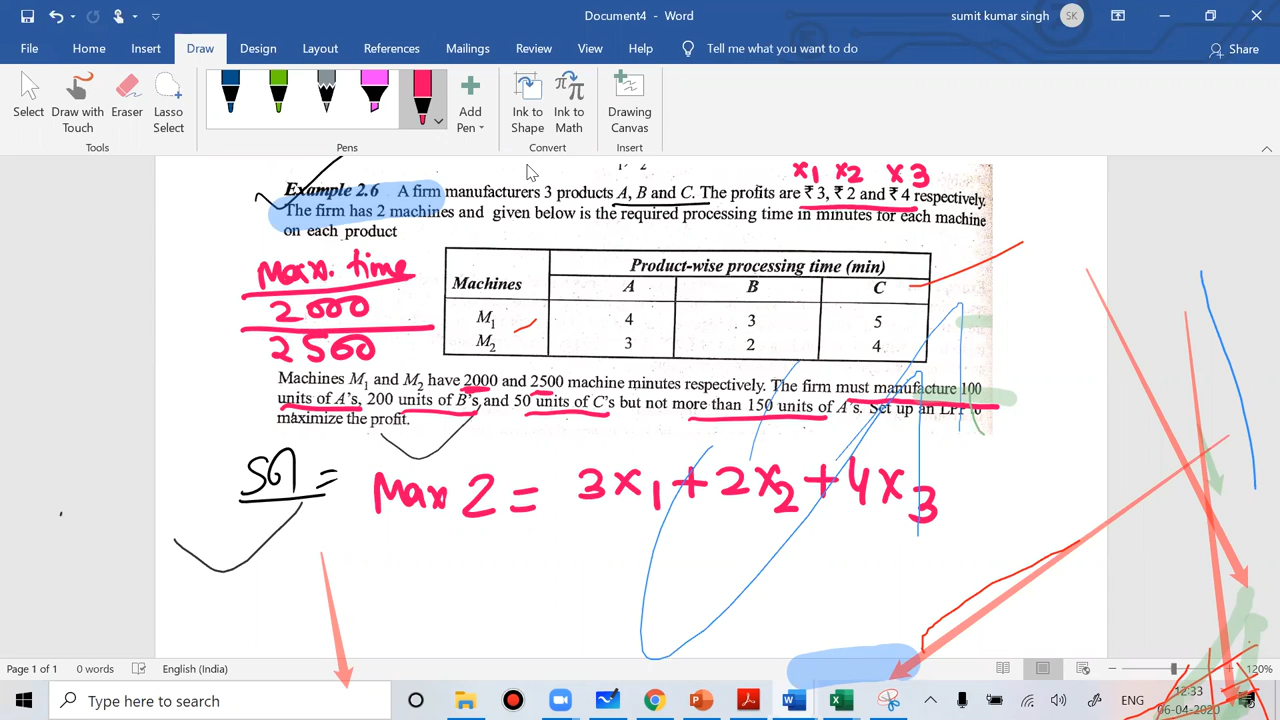 Document4 - Word
sumit kumar singh SK
File Home Insert Draw Design Layout References Mailings Review View Help Tell me what you want to do Share
Select Draw with Touch Eraser Lasso Select Add Pen Ink to Shape Ink to Math Drawing Canvas
Tools Pens Convert Insert
x1 x2 x3
Example 2.6 A firm manufacturers 3 products A, B and C. The profits are ₹ 3, ₹ 2 and ₹ 4 respectively.
The firm has 2 machines and given below is the required processing time in minutes for each machine
on each product
Max. time
2000
2500
Machines Product-wise processing time (min)
A B C
M1 4 3 5
M2 3 2 4
Machines M1 and M2 have 2000 and 2500 machine minutes respectively. The firm must manufacture 100
units of A's, 200 units of B's and 50 units of C's but not more than 150 units of A's. Set up an LPP to
maximize the profit.
Sol =
Max Z = 3x1 + 2x2 + 4x3
Page 1 of 1 0 words English (India) 120%
Type here to search
ENG
12:33
06-04-2020